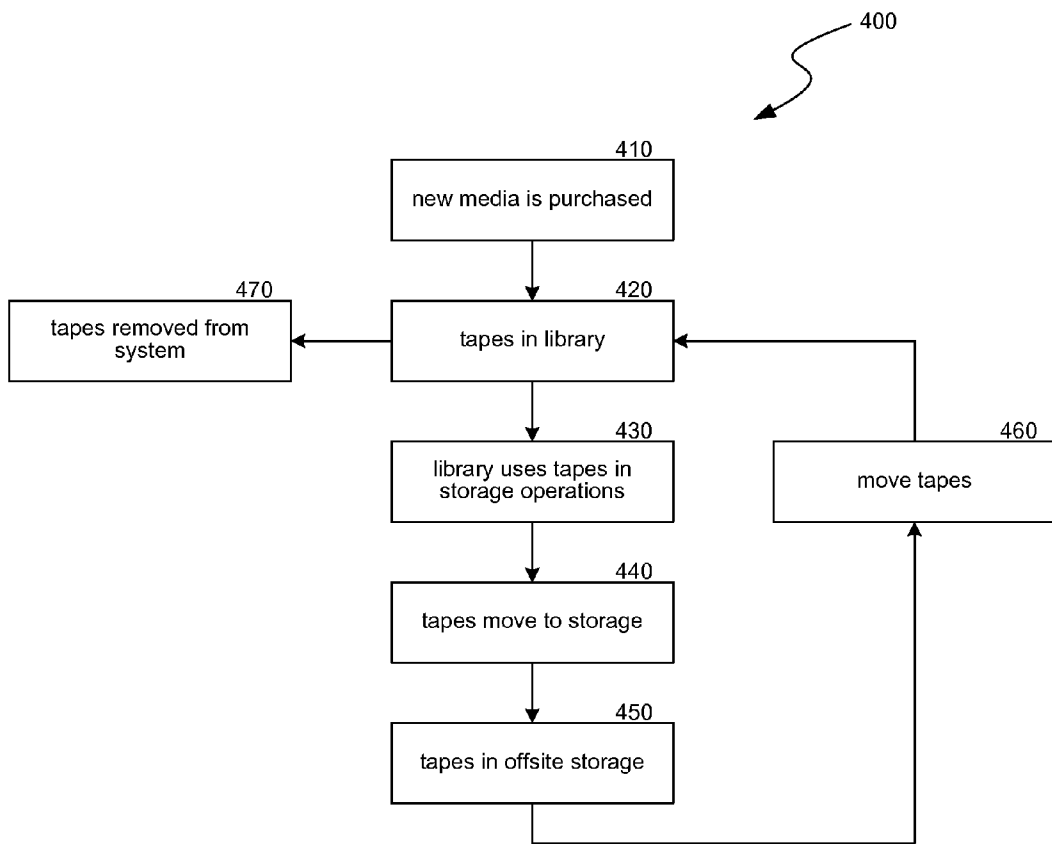 400
410
new media is purchased
470
420
tapes removed from
system
tapes in library
430
460
library uses tapes in
storage operations
move tapes
440
tapes move to storage
450
tapes in offsite storage